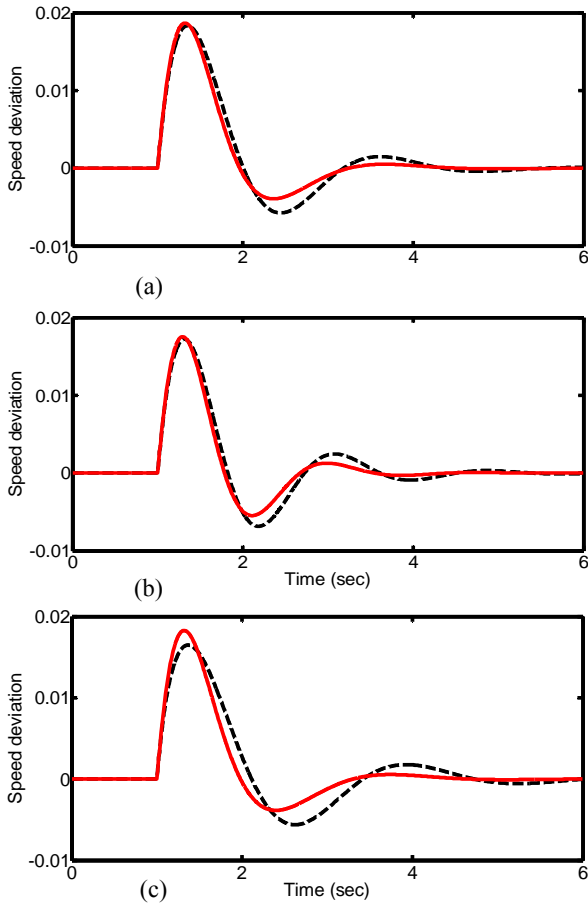 0.02
0.01
0
-0.01
Speed deviation
0 2 4 6
(a)
0.02
0.01
0
-0.01
Speed deviation
0 2 4 6
Time (sec)
(b)
0.02
0.01
0
-0.01
Speed deviation
0 2 4 6
Time (sec)
(c)